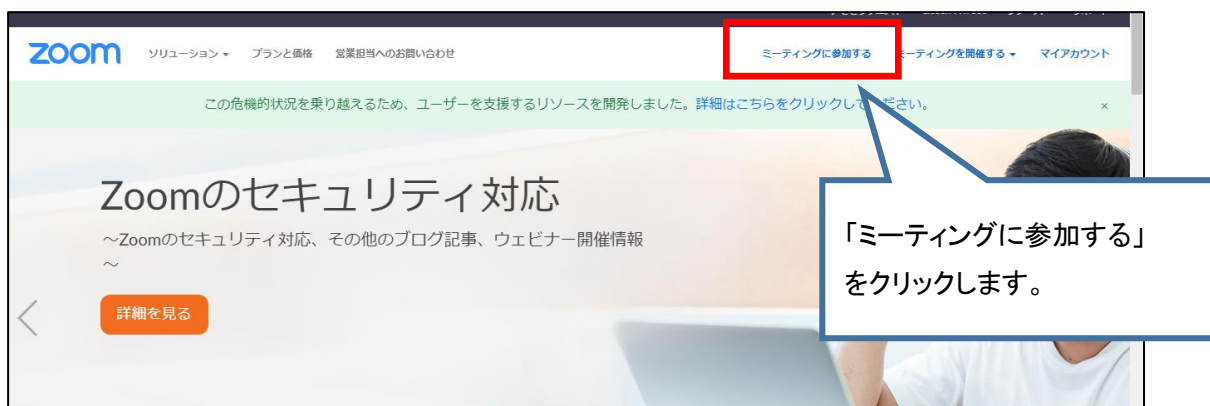 zoom ソリューション プランと価格 営業担当へのお問い合わせ ミーティングに参加する ミーティングを開催する マイアカウント
この危機的状況を乗り越えるため、ユーザーを支援するリソースを開発しました。詳細はこちらをクリックしてください。 ×
Zoomのセキュリティ対応
～Zoomのセキュリティ対応、その他のブログ記事、ウェビナー開催情報
～
詳細を見る
「ミーティングに参加する」
をクリックします。